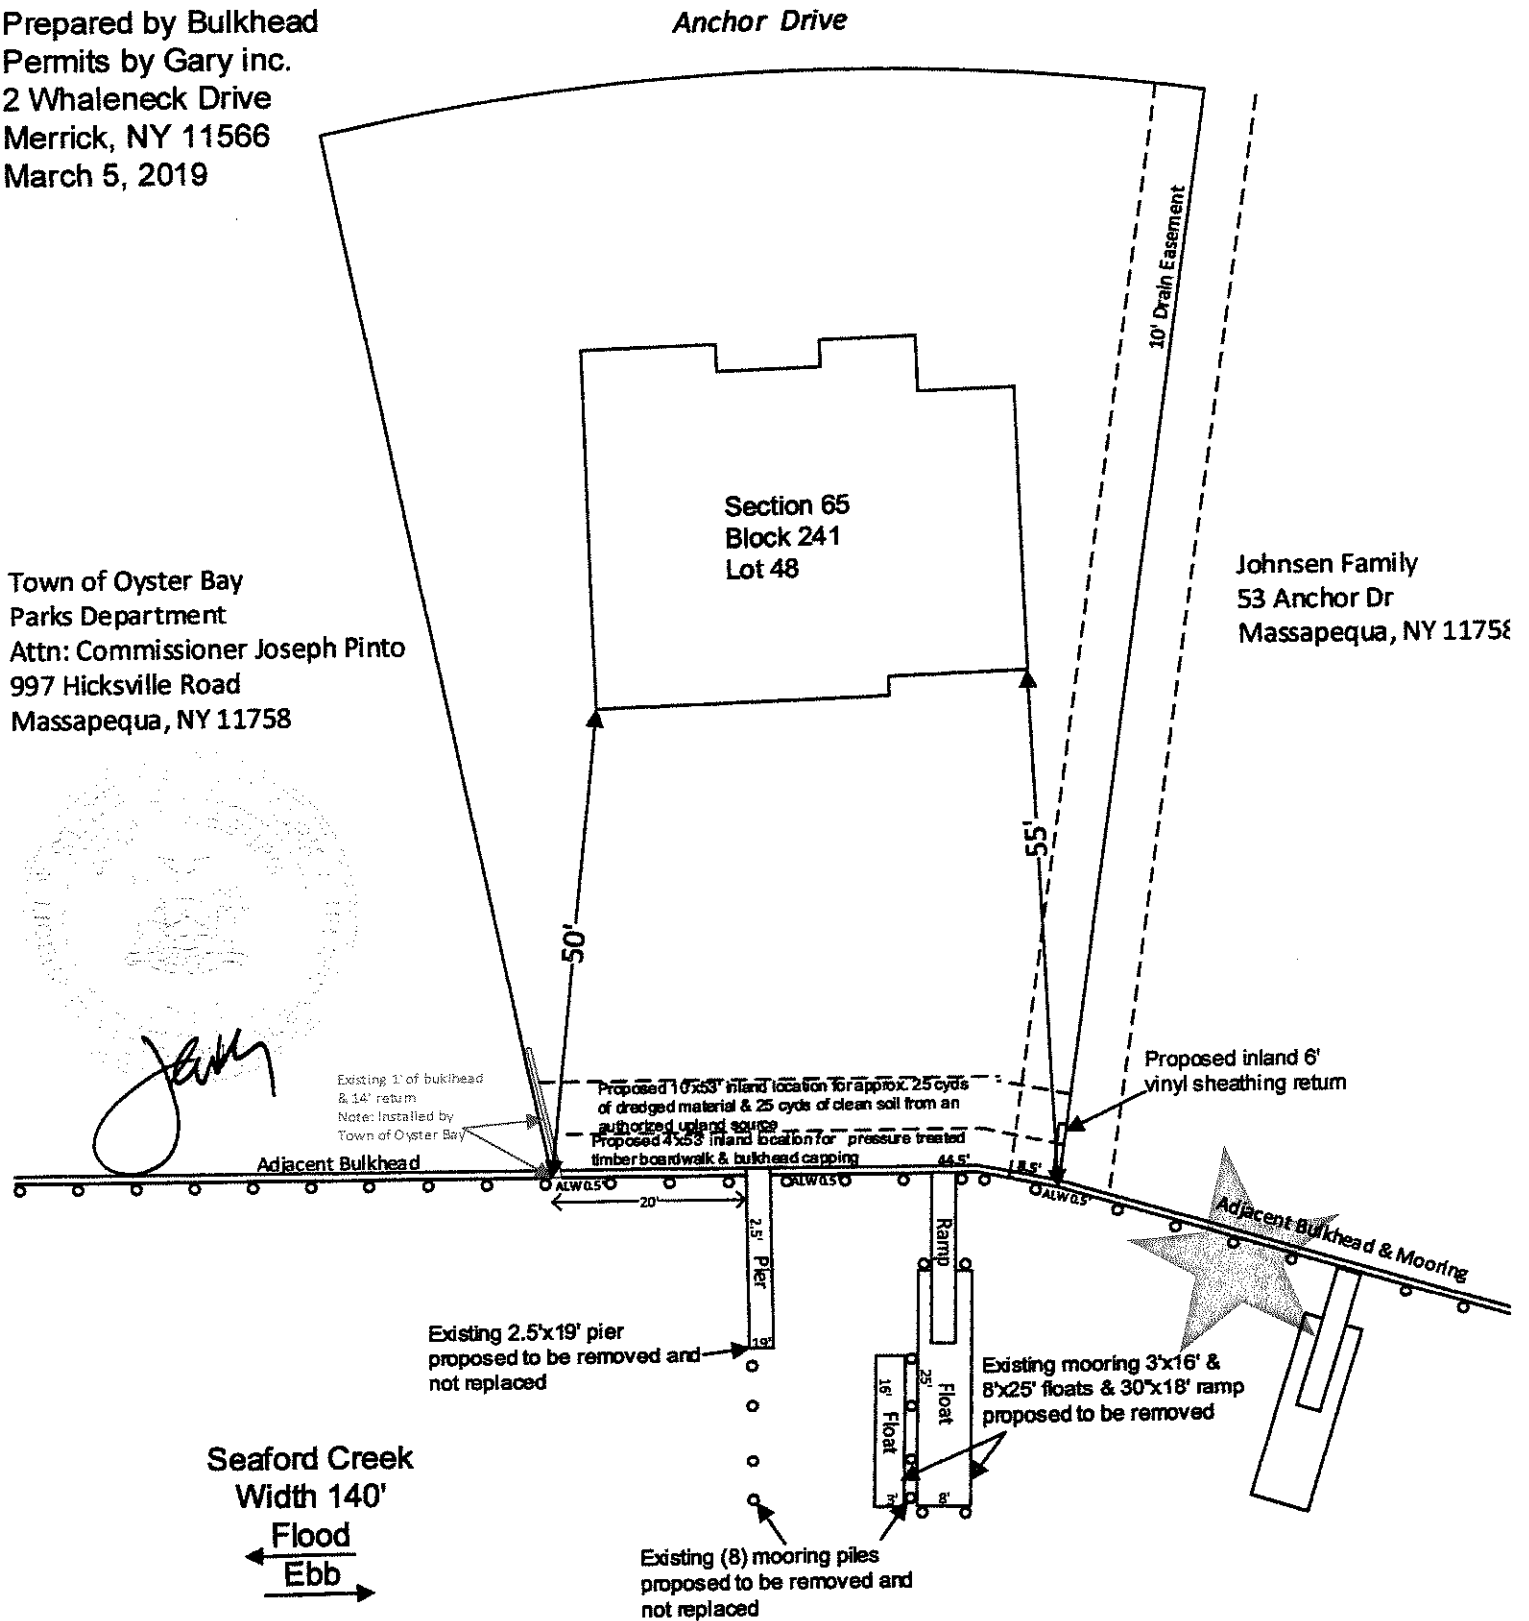 Prepared by Bulkhead
Permits by Gary inc.
2 Whaleneck Drive
Merrick, NY 11566
March 5, 2019
Anchor Drive
10' Drain Easement
Section 65
Block 241
Lot 48
Town of Oyster Bay
Parks Department
Attn: Commissioner Joseph Pinto
997 Hicksville Road
Massapequa, NY 11758
Johnsen Family
53 Anchor Dr
Massapequa, NY 11758
50'
55'
Existing 1' of buklhead
& 14' return
Note: Installed by
Town of Oyster Bay
Proposed 10'x53' inland location for approx. 25 cyds
of dredged material & 25 cyds of clean soil from an
authorized upland source
Proposed 4'x53' inland location for pressure treated
timber boardwalk & bulkhead capping
Proposed inland 6'
vinyl sheathing return
Adjacent Bulkhead
44.5'
8.5'
ALW 0.5'
ALW 0.5'
ALW 0.5'
20'
2.5' Pier
19'
Ramp
Adjacent Bulkhead & Mooring
Existing 2.5'x19' pier
proposed to be removed and
not replaced
25' Float
8'
16' Float
3'
Existing mooring 3'x16' &
8'x25' floats & 30"x18' ramp
proposed to be removed
Seaford Creek
Width 140'
Flood
Ebb
Existing (8) mooring piles
proposed to be removed and
not replaced